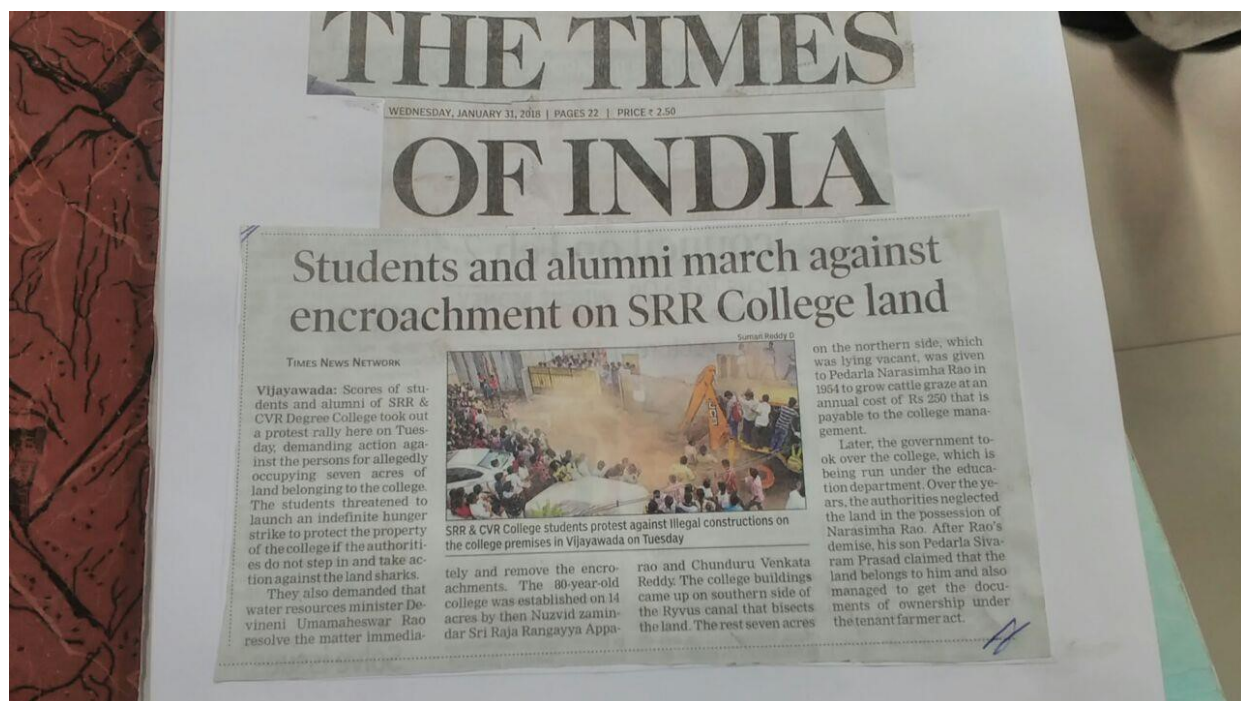 THE TIMES
WEDNESDAY, JANUARY 31, 2018 | PAGES 22 | PRICE ₹ 2.50
OF INDIA
Students and alumni march against
encroachment on SRR College land
TIMES NEWS NETWORK
Vijayawada: Scores of stu-
dents and alumni of SRR &
CVR Degree College took out
a protest rally here on Tues-
day, demanding action aga-
inst the persons for allegedly
occupying seven acres of
land belonging to the college.
The students threatened to
launch an indefinite hunger
strike to protect the property
of the college if the authoriti-
es do not step in and take ac-
tion against the land sharks.
They also demanded that
water resources minister De-
vineni Umamaheswar Rao
resolve the matter immedia-
Suman Reddy D
SRR & CVR College students protest against Illegal constructions on
the college premises in Vijayawada on Tuesday
tely and remove the encro-
achments. The 80-year-old
college was established on 14
acres by then Nuzvid zamin-
dar Sri Raja Rangayya Appa-
rao and Chunduru Venkata
Reddy. The college buildings
came up on southern side of
the Ryvus canal that bisects
the land. The rest seven acres
on the northern side, which
was lying vacant, was given
to Pedarla Narasimha Rao in
1954 to grow cattle graze at an
annual cost of Rs 250 that is
payable to the college mana-
gement.
Later, the government to-
ok over the college, which is
being run under the educa-
tion department. Over the ye-
ars, the authorities neglected
the land in the possession of
Narasimha Rao. After Rao's
demise, his son Pedarla Siva-
ram Prasad claimed that the
land belongs to him and also
managed to get the docu-
ments of ownership under
the tenant farmer act.